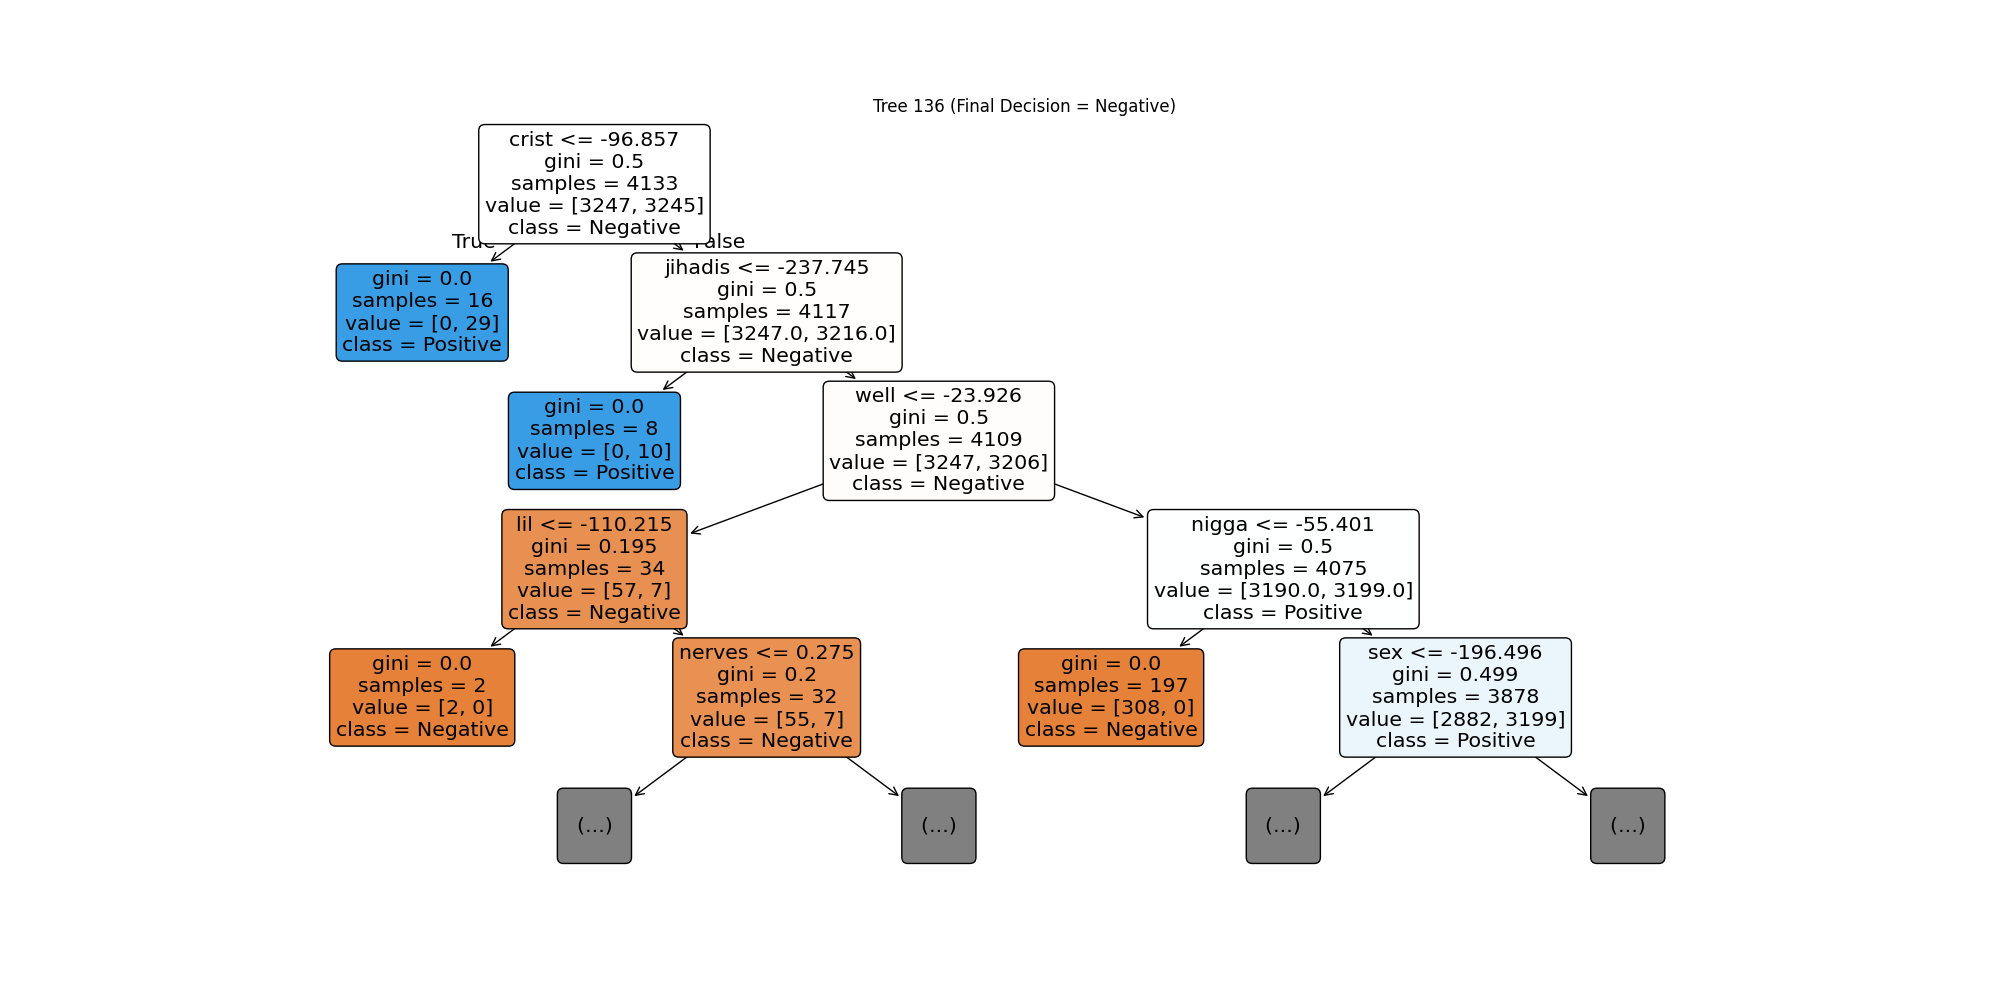 Tree 136 (Final Decision = Negative)
crist <= -96.857
gini = 0.5
samples = 4133
value = [3247, 3245]
class = Negative
True
False
gini = 0.0
samples = 16
value = [0, 29]
class = Positive
jihadis <= -237.745
gini = 0.5
samples = 4117
value = [3247.0, 3216.0]
class = Negative
gini = 0.0
samples = 8
value = [0, 10]
class = Positive
well <= -23.926
gini = 0.5
samples = 4109
value = [3247, 3206]
class = Negative
lil <= -110.215
gini = 0.195
samples = 34
value = [57, 7]
class = Negative
nigga <= -55.401
gini = 0.5
samples = 4075
value = [3190.0, 3199.0]
class = Positive
gini = 0.0
samples = 2
value = [2, 0]
class = Negative
nerves <= 0.275
gini = 0.2
samples = 32
value = [55, 7]
class = Negative
gini = 0.0
samples = 197
value = [308, 0]
class = Negative
sex <= -196.496
gini = 0.499
samples = 3878
value = [2882, 3199]
class = Positive
(...)
(...)
(...)
(...)